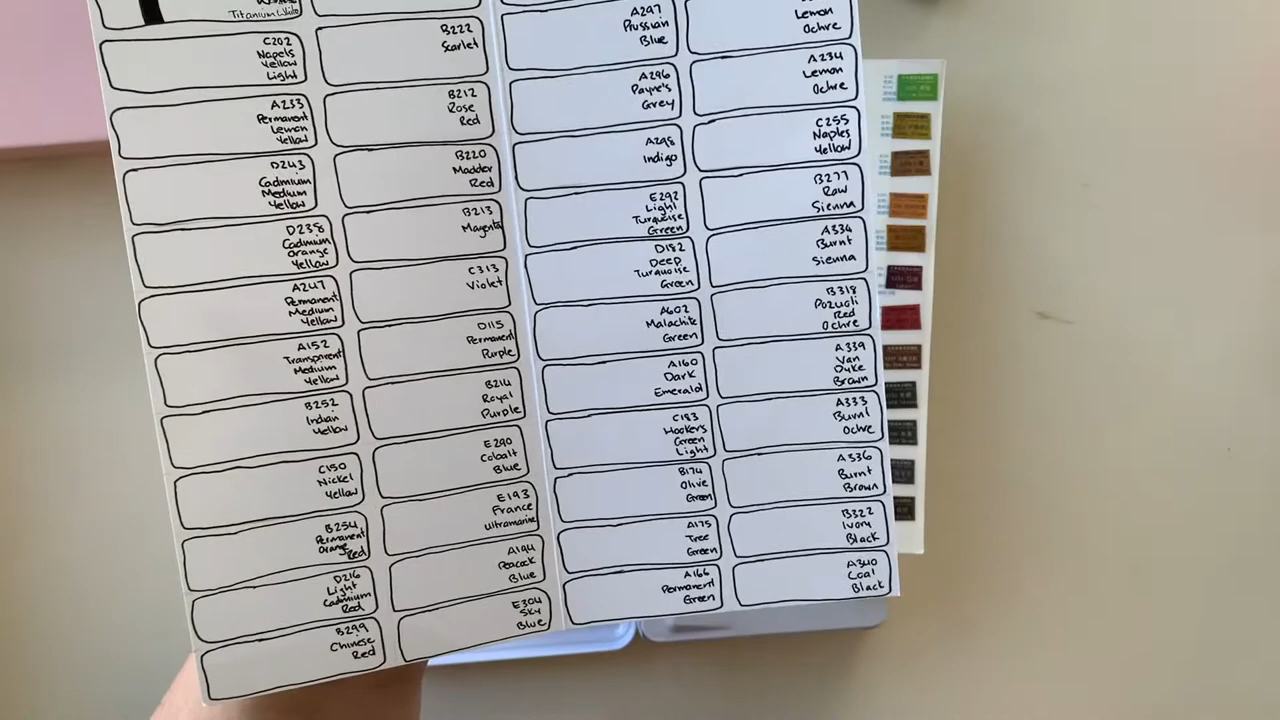 Titanium White
C202
Napels
Yellow
Light
A233
Permanent
Lemon
Yellow
D243
Cadmium
Medium
Yellow
D238
Cadmium
Orange
Yellow
A247
Permanent
Medium
Yellow
A152
Transparent
Medium
Yellow
B252
Indian
Yellow
C150
Nickel
Yellow
B254
Permanent
Orange
Red
D216
Light
Cadmium
Red
B299
Chinese
Red
B222
Scarlet
B212
Rose
Red
B220
Madder
Red
B213
Magenta
C313
Violet
D115
Permanent
Purple
B214
Royal
Purple
E290
Cobalt
Blue
E193
France
Ultramarine
A194
Peacock
Blue
E304
Sky
Blue
A297
Prussian
Blue
A296
Payne's
Grey
A298
Indigo
E292
Light
Turquoise
Green
D182
Deep
Turquoise
Green
A602
Malachite
Green
A160
Dark
Emerald
C183
Hookers
Green
Light
B174
Olive
Green
A175
Tree
Green
A166
Permanent
Green
Lemon
Ochre
A234
Lemon
Ochre
C255
Naples
Yellow
B277
Raw
Sienna
A334
Burnt
Sienna
B318
Pozuoli
Red
Ochre
A339
Van
Dyke
Brown
A333
Burnt
Ochre
A336
Burnt
Brown
B322
Ivory
Black
A340
Coal
Black